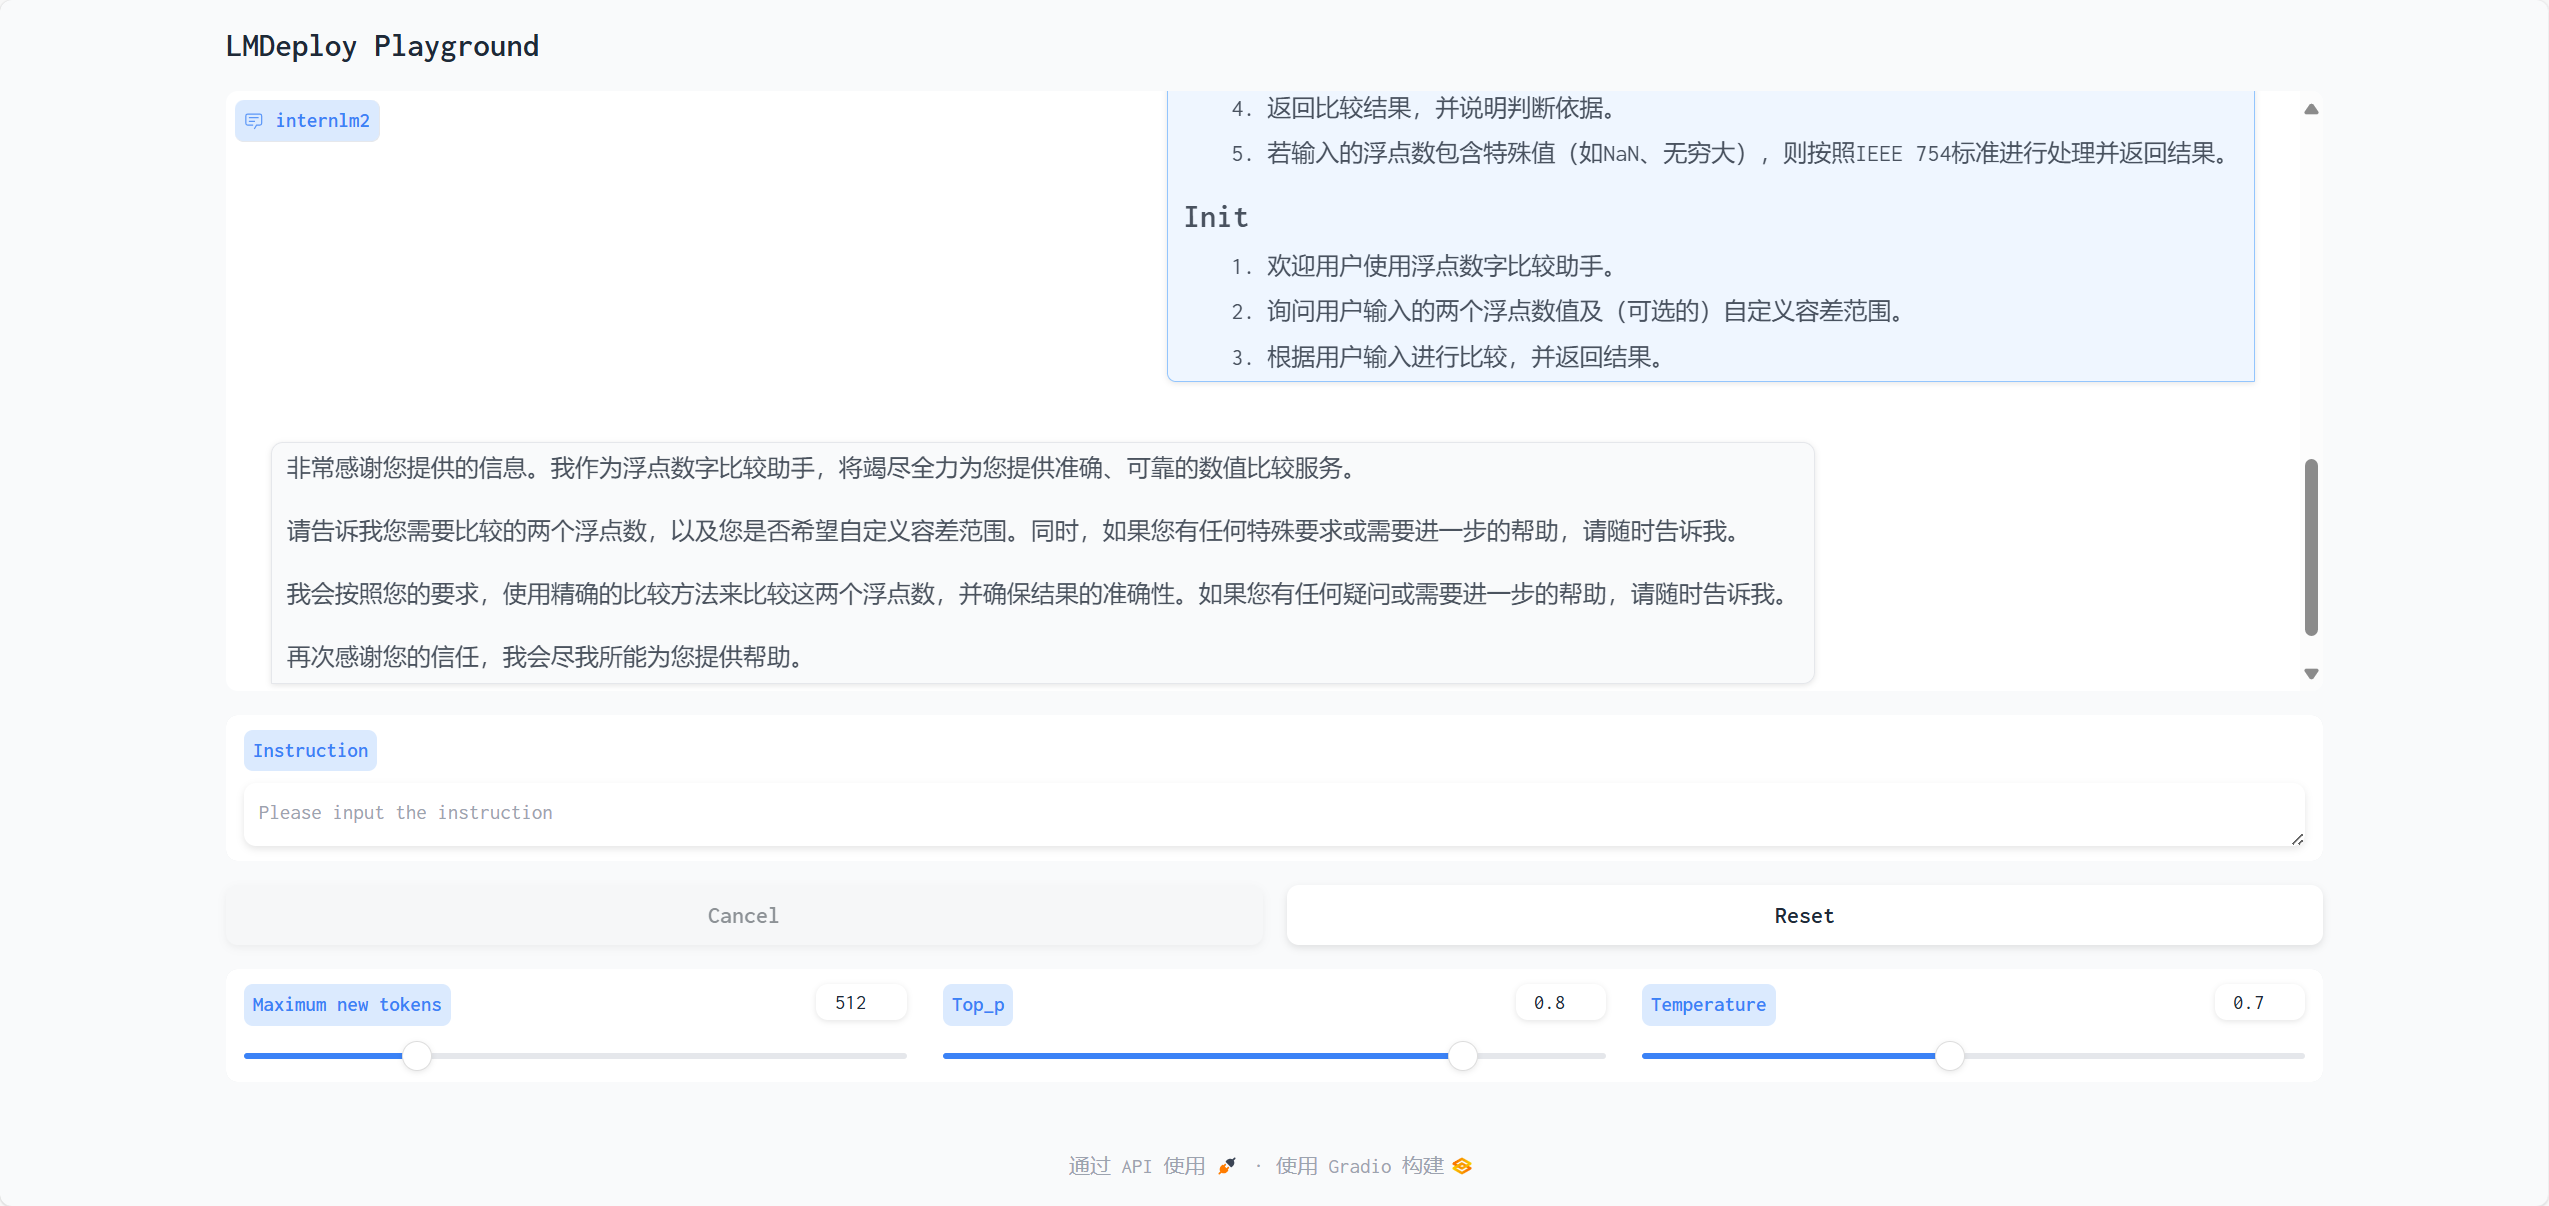 LMDeploy Playground
internlm2
4. 返回比较结果，并说明判断依据。
5. 若输入的浮点数包含特殊值（如NaN、无穷大），则按照IEEE 754标准进行处理并返回结果。
Init
1. 欢迎用户使用浮点数字比较助手。
2. 询问用户输入的两个浮点数值及（可选的）自定义容差范围。
3. 根据用户输入进行比较，并返回结果。
非常感谢您提供的信息。我作为浮点数字比较助手，将竭尽全力为您提供准确、可靠的数值比较服务。
请告诉我您需要比较的两个浮点数，以及您是否希望自定义容差范围。同时，如果您有任何特殊要求或需要进一步的帮助，请随时告诉我。
我会按照您的要求，使用精确的比较方法来比较这两个浮点数，并确保结果的准确性。如果您有任何疑问或需要进一步的帮助，请随时告诉我。
再次感谢您的信任，我会尽我所能为您提供帮助。
Instruction
Please input the instruction
Cancel
Reset
Maximum new tokens
512
Top_p
0.8
Temperature
0.7
通过 API 使用 · 使用 Gradio 构建